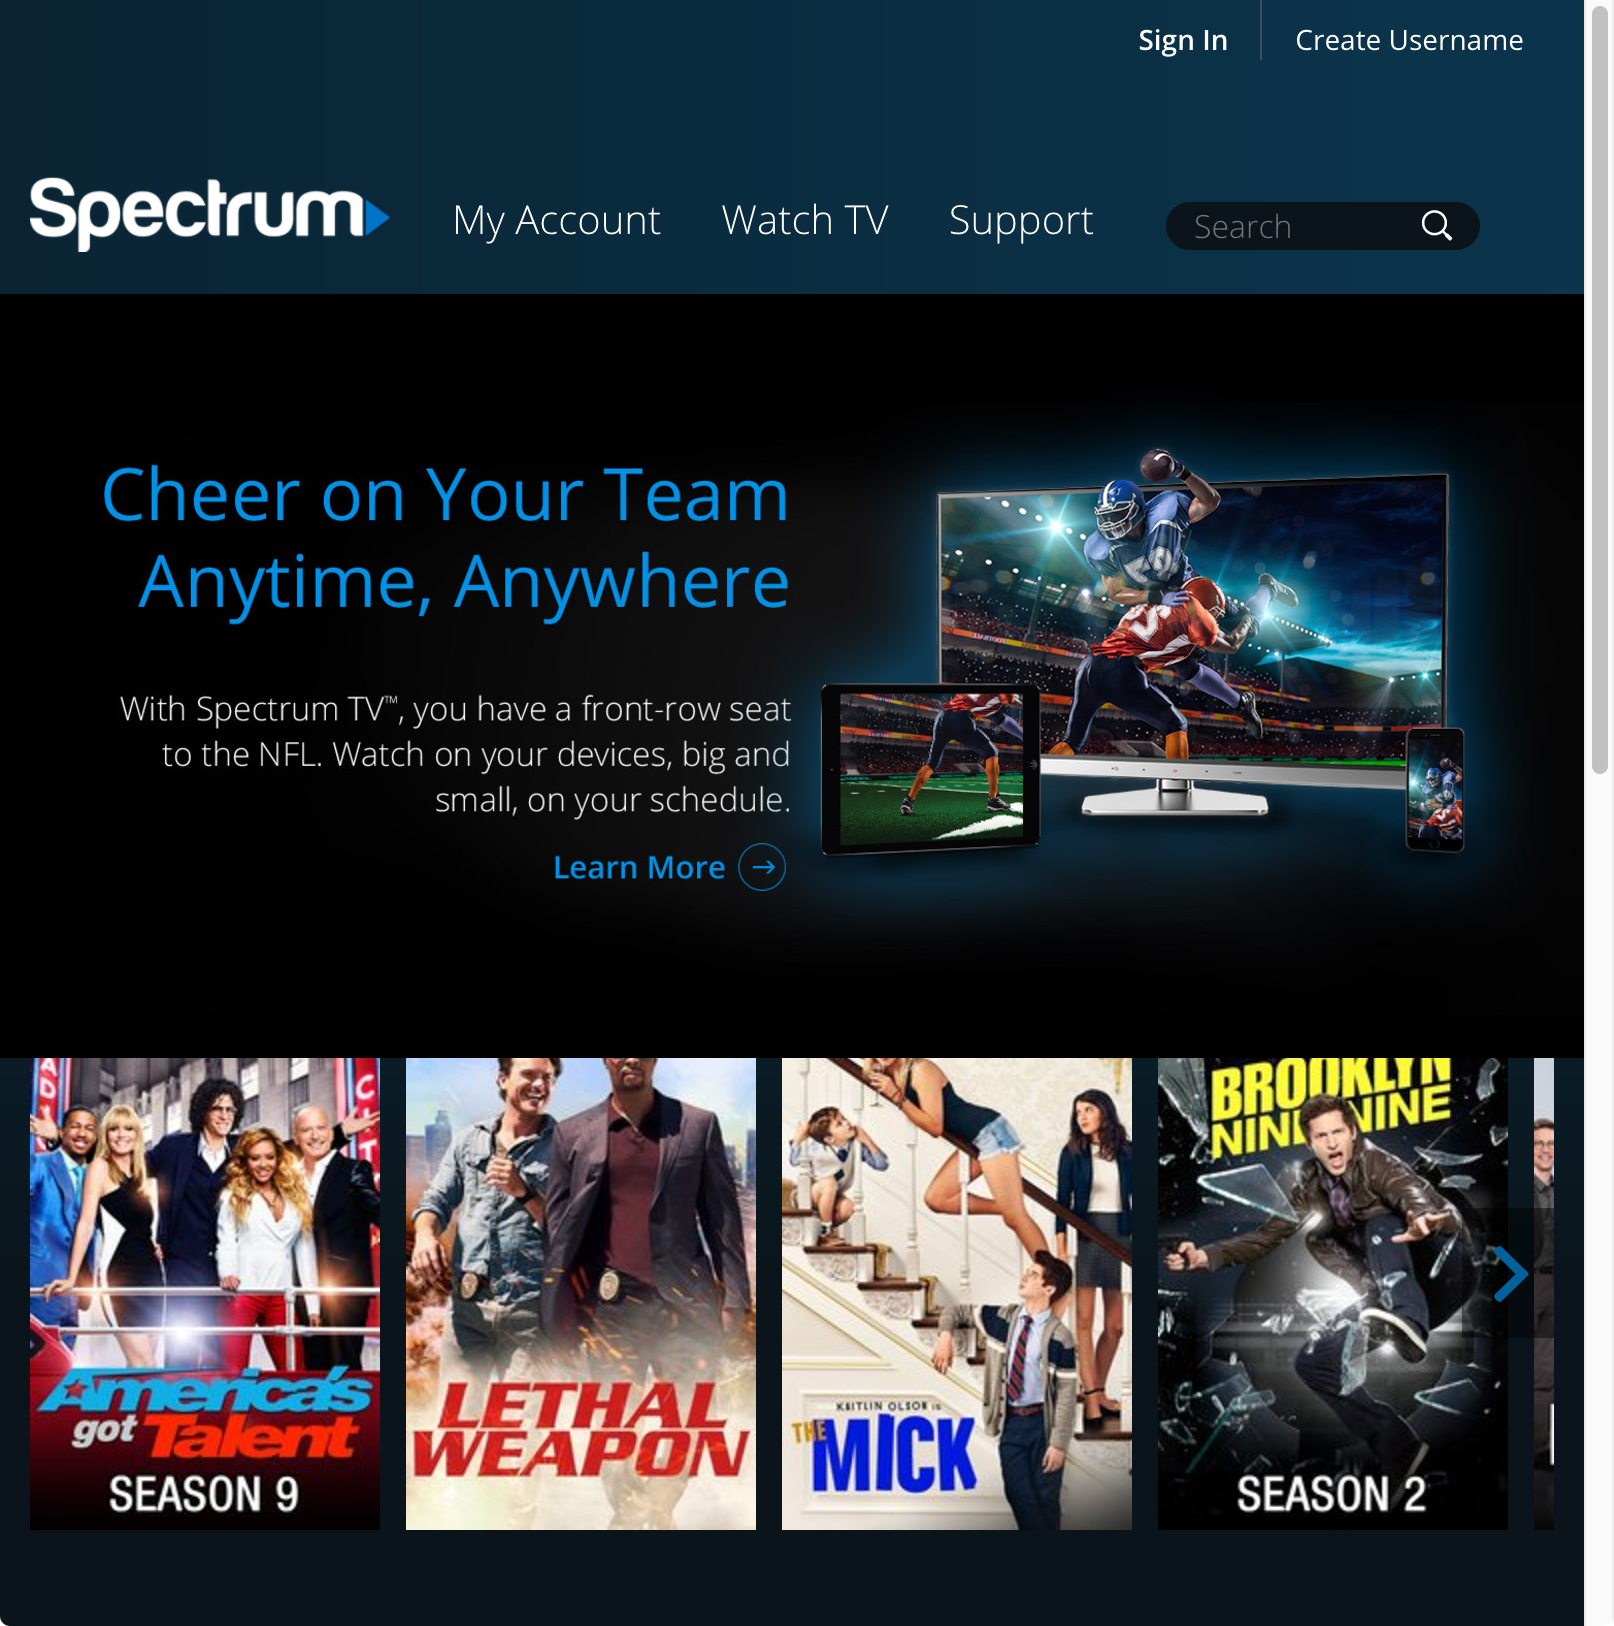 Sign In
Create Username
Spectrum
My Account
Watch TV
Support
Search
Cheer on Your Team
Anytime, Anywhere
With Spectrum TV™, you have a front-row seat
to the NFL. Watch on your devices, big and
small, on your schedule.
Learn More
America's
got Talent
SEASON 9
LETHAL
WEAPON
KAITLIN OLSON is
THE
MICK
BROOKLYN
NINE-NINE
SEASON 2